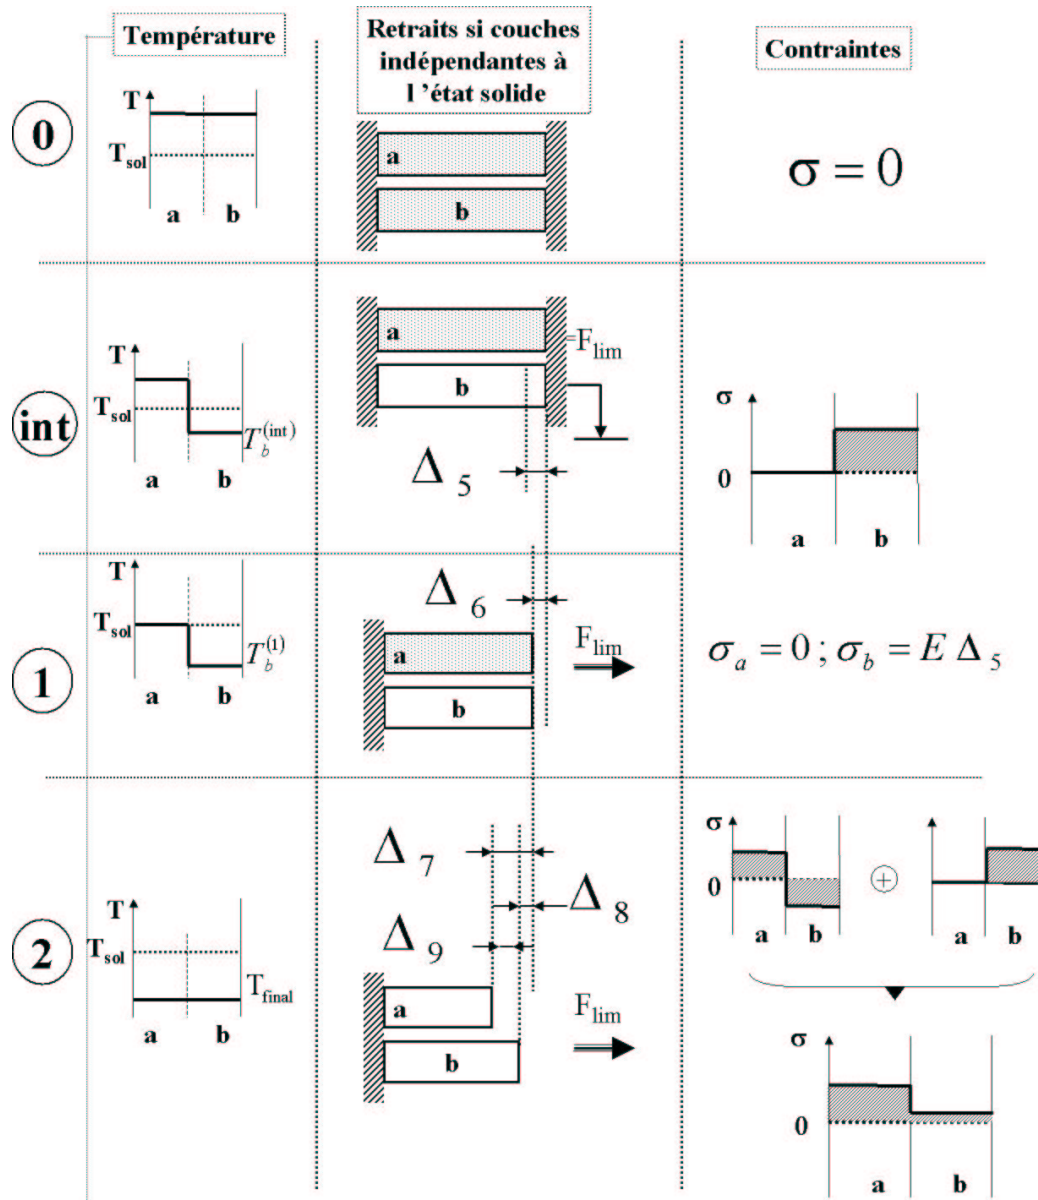 Température
Retraits si couches
indépendantes à
l ’état solide
Contraintes
0
T
T_sol
a b
a
b
σ = 0
int
T
T_sol
T_b^(int)
a b
a
b
=F_lim
Δ 5
σ
0
a b
1
T
T_sol
T_b^(1)
a b
Δ 6
a
b
F_lim
σ_a = 0 ; σ_b = E Δ_5
2
T
T_sol
T_final
a b
Δ 7
Δ 8
Δ 9
a
b
F_lim
σ
0
a b
+
a b
σ
0
a b